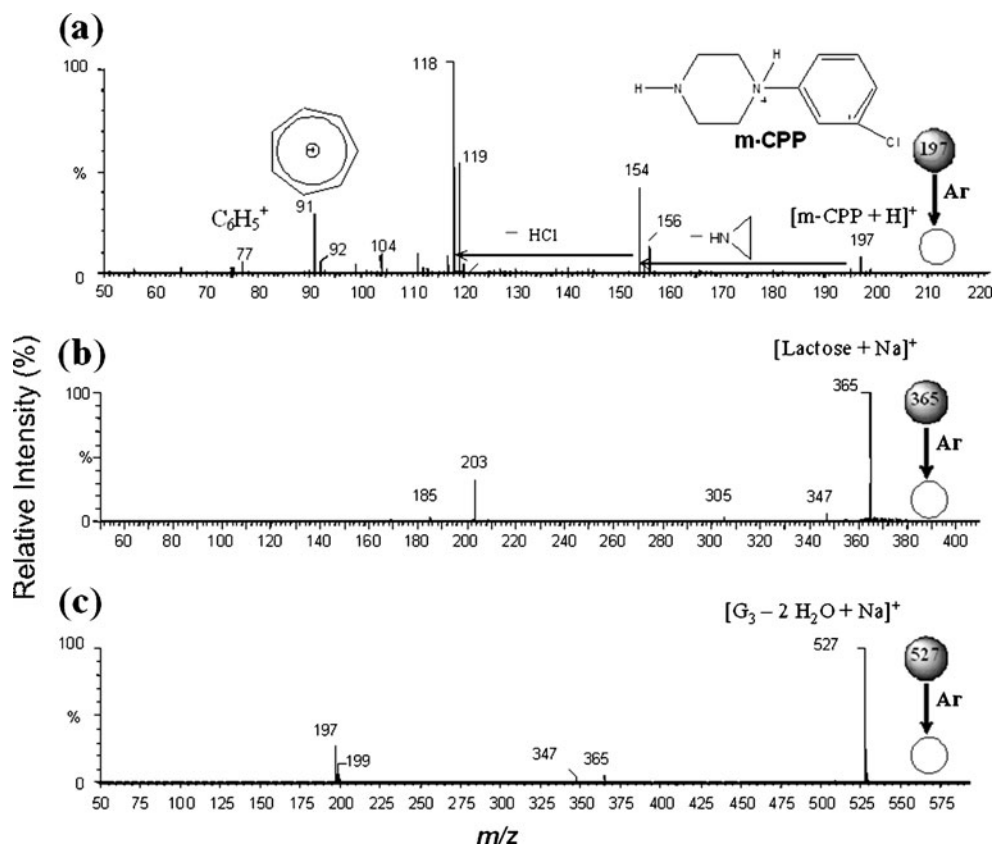 (a)
100
%
0
118
119
154
156
197
91
92
104
77
C₆H₅⁺
⊕
H
N
H
N
+
Cl
m-CPP
[m-CPP + H]⁺
197
Ar
— HCl
— HN
50 60 70 80 90 100 110 120 130 140 150 160 170 180 190 200 210 212 222
(b)
[Lactose + Na]⁺
100
%
0
365
203
185
305
347
365
Ar
60 80 100 120 140 160 180 200 220 240 260 280 300 320 340 360 380 400
(c)
[G₃ – 2 H₂O + Na]⁺
100
%
0
527
197
199
347
365
527
Ar
50 75 100 125 150 175 200 225 250 275 300 325 350 375 400 425 450 475 500 525 550 575
Relative Intensity (%)
m/z